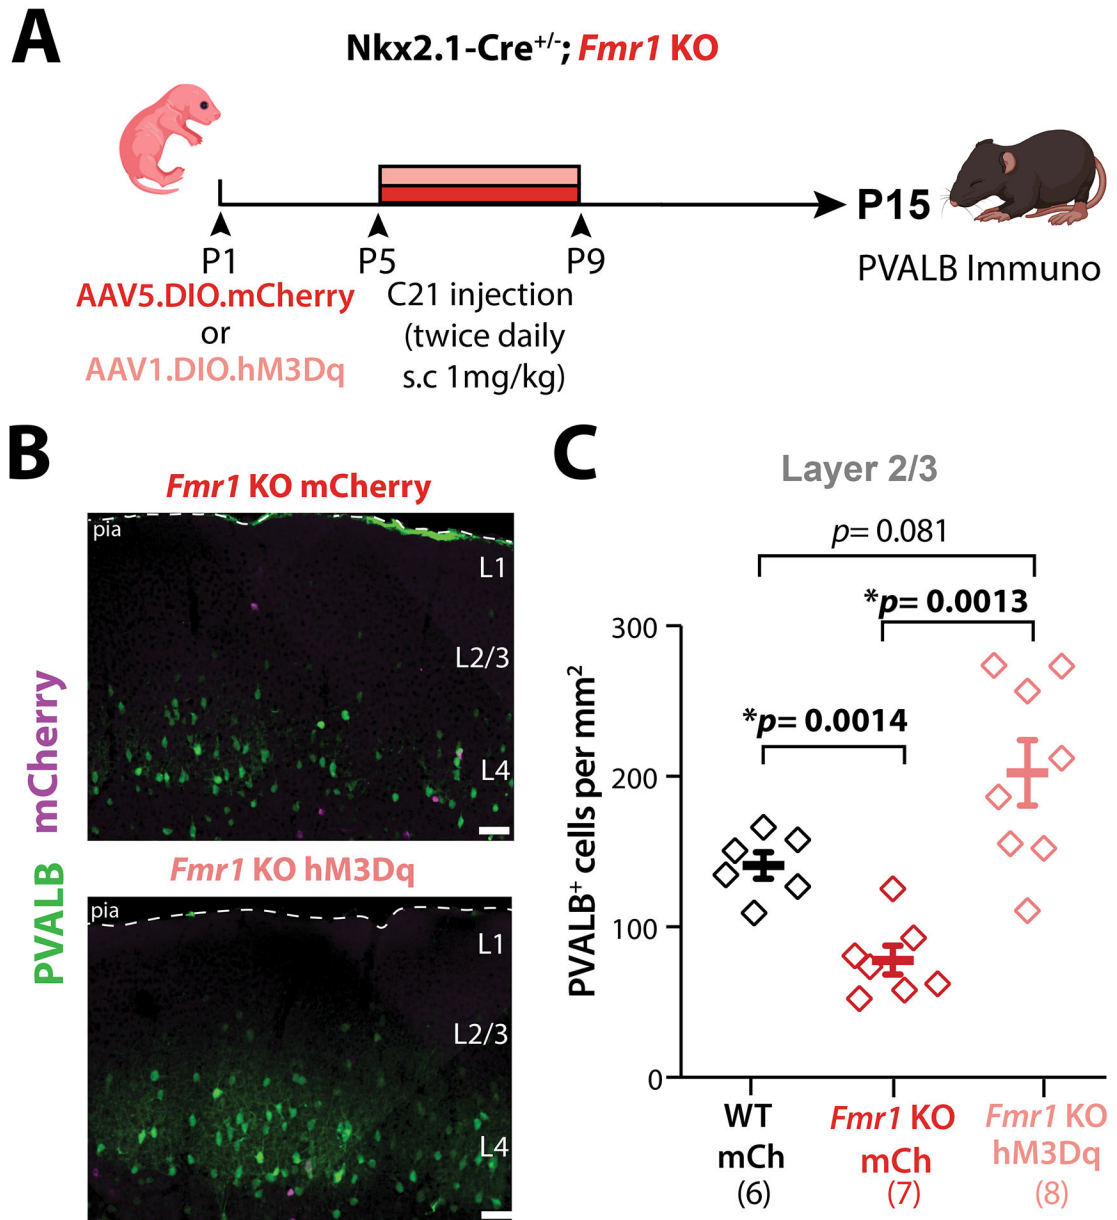 A
Nkx2.1-Cre+/-; Fmr1 KO
P1
P5
P9
P15
PVALB Immuno
AAV5.DIO.mCherry
or
AAV1.DIO.hM3Dq
C21 injection
(twice daily
s.c 1mg/kg)
B
Fmr1 KO mCherry
PVALB mCherry
pia
L1
L2/3
L4
Fmr1 KO hM3Dq
pia
L1
L2/3
L4
C
Layer 2/3
p= 0.081
*p= 0.0013
*p= 0.0014
PVALB+ cells per mm2
300
200
100
0
WT
mCh
(6)
Fmr1 KO
mCh
(7)
Fmr1 KO
hM3Dq
(8)